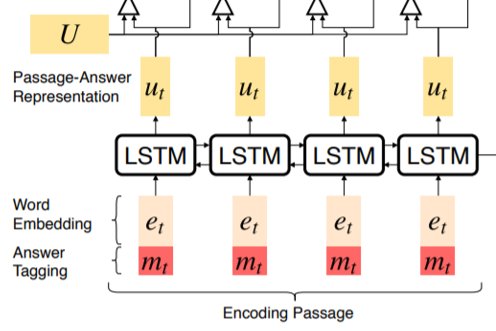 U
Passage-Answer
Representation
u_t u_t u_t u_t
LSTM LSTM LSTM LSTM
Word
Embedding
e_t e_t e_t e_t
Answer
Tagging
m_t m_t m_t m_t
Encoding Passage